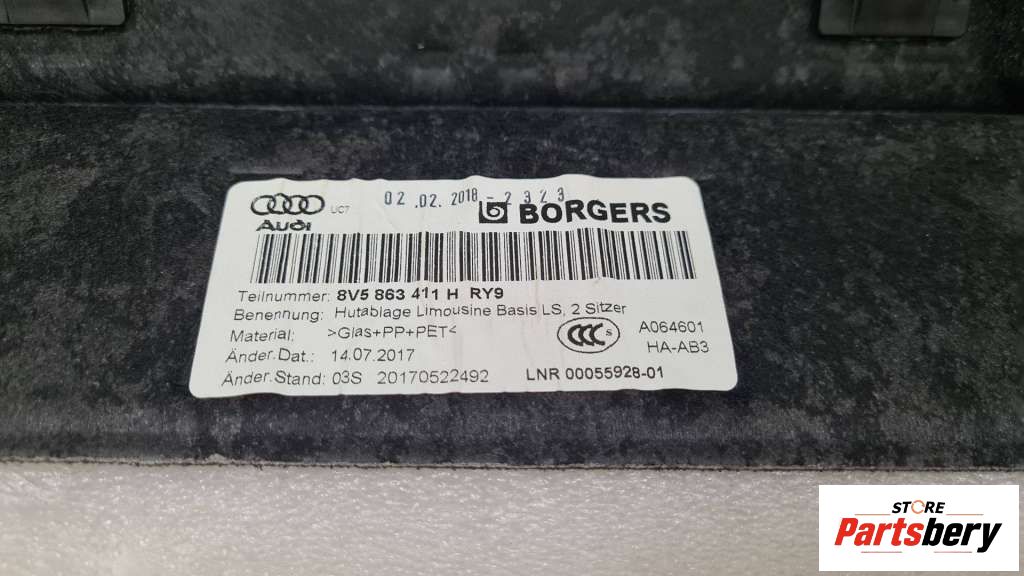 02.02.2018-2323
UC7
Audi
BORGERS
Teilnummer: 8V5 863 411 H RY9
Benennung: Hutablage Limousine Basis LS, 2 Sitzer
Material: >Glas+PP+PET<
CCC S
A064601
Änder.Dat.: 14.07.2017
HA-AB3
Änder.Stand: 03S 20170522492
LNR 00055928-01
STORE
Partsbery